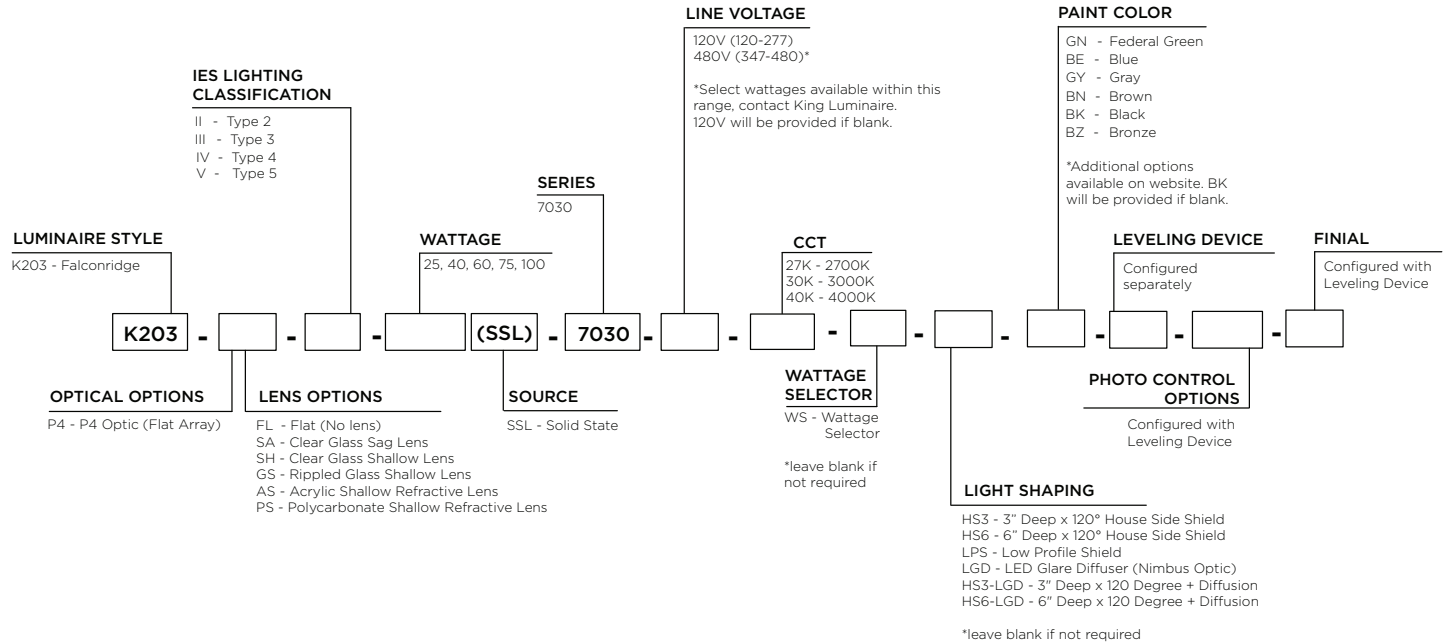 LINE VOLTAGE
120V (120-277)
480V (347-480)*
*Select wattages available within this
range, contact King Luminaire.
120V will be provided if blank.
PAINT COLOR
GN - Federal Green
BE - Blue
GY - Gray
BN - Brown
BK - Black
BZ - Bronze
*Additional options
available on website. BK
will be provided if blank.
IES LIGHTING
CLASSIFICATION
II - Type 2
III - Type 3
IV - Type 4
V - Type 5
SERIES
7030
LUMINAIRE STYLE
K203 - Falconridge
WATTAGE
25, 40, 60, 75, 100
CCT
27K - 2700K
30K - 3000K
40K - 4000K
LEVELING DEVICE
Configured
separately
FINIAL
Configured with
Leveling Device
K203 - - - (SSL) - 7030 - - - - - - - -
OPTICAL OPTIONS
P4 - P4 Optic (Flat Array)
LENS OPTIONS
FL - Flat (No lens)
SA - Clear Glass Sag Lens
SH - Clear Glass Shallow Lens
GS - Rippled Glass Shallow Lens
AS - Acrylic Shallow Refractive Lens
PS - Polycarbonate Shallow Refractive Lens
SOURCE
SSL - Solid State
WATTAGE
SELECTOR
WS - Wattage
Selector
*leave blank if
not required
PHOTO CONTROL
OPTIONS
Configured with
Leveling Device
LIGHT SHAPING
HS3 - 3” Deep x 120° House Side Shield
HS6 - 6” Deep x 120° House Side Shield
LPS - Low Profile Shield
LGD - LED Glare Diffuser (Nimbus Optic)
HS3-LGD - 3" Deep x 120 Degree + Diffusion
HS6-LGD - 6" Deep x 120 Degree + Diffusion
*leave blank if not required